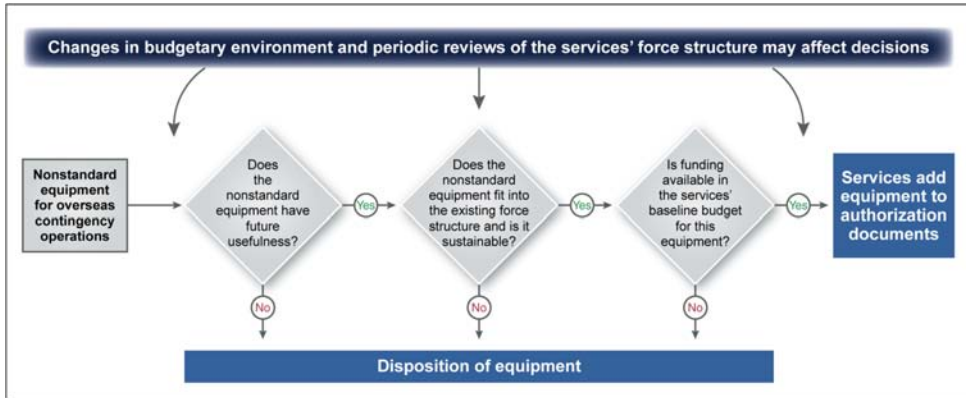 Changes in budgetary environment and periodic reviews of the services' force structure may affect decisions
Nonstandard
equipment
for overseas
contingency
operations
Does
the
nonstandard
equipment have
future
usefulness?
Yes
Does the
nonstandard
equipment fit into
the existing force
structure and is it
sustainable?
Yes
Is funding
available in
the services'
baseline budget
for this
equipment?
Yes
Services add
equipment to
authorization
documents
No
No
No
Disposition of equipment